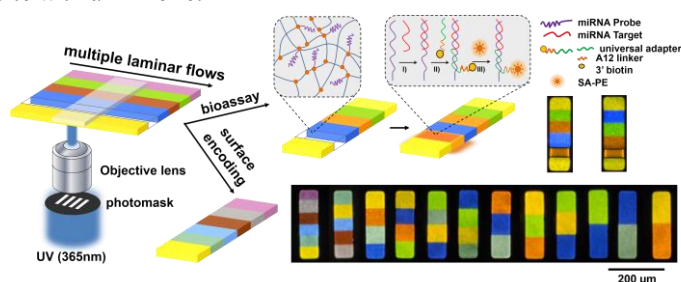 multiple laminar flows
bioassay
surface
encoding
Objective lens
photomask
UV (365nm)
I)
II)
III)
miRNA Probe
miRNA Target
universal adapter
A12 linker
3' biotin
SA-PE
200 μm